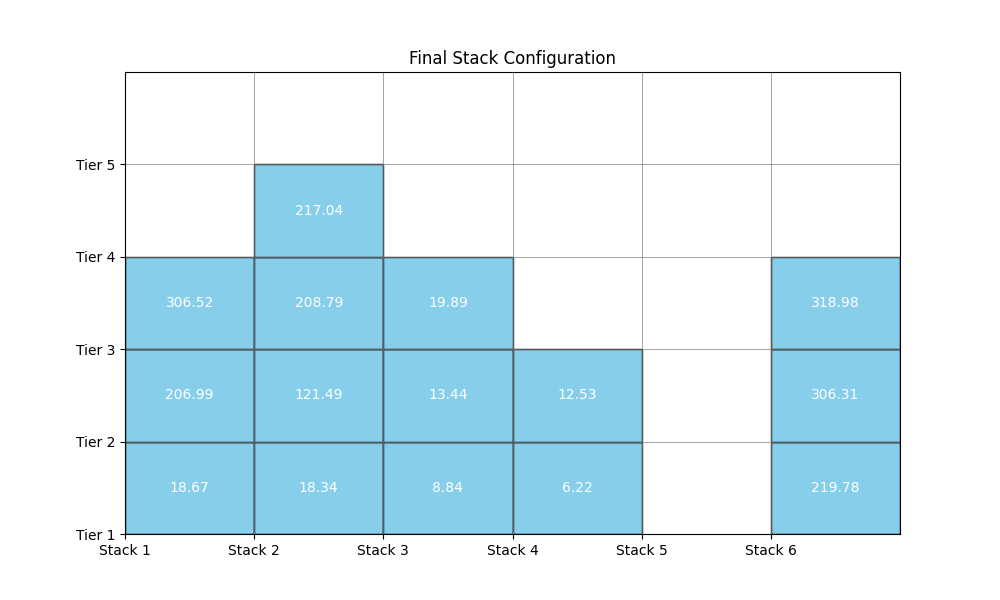 Final Stack Configuration
Tier 5
217.04
Tier 4
306.52 208.79 19.89 318.98
Tier 3
206.99 121.49 13.44 12.53 306.31
Tier 2
18.67 18.34 8.84 6.22 219.78
Tier 1
Stack 1 Stack 2 Stack 3 Stack 4 Stack 5 Stack 6